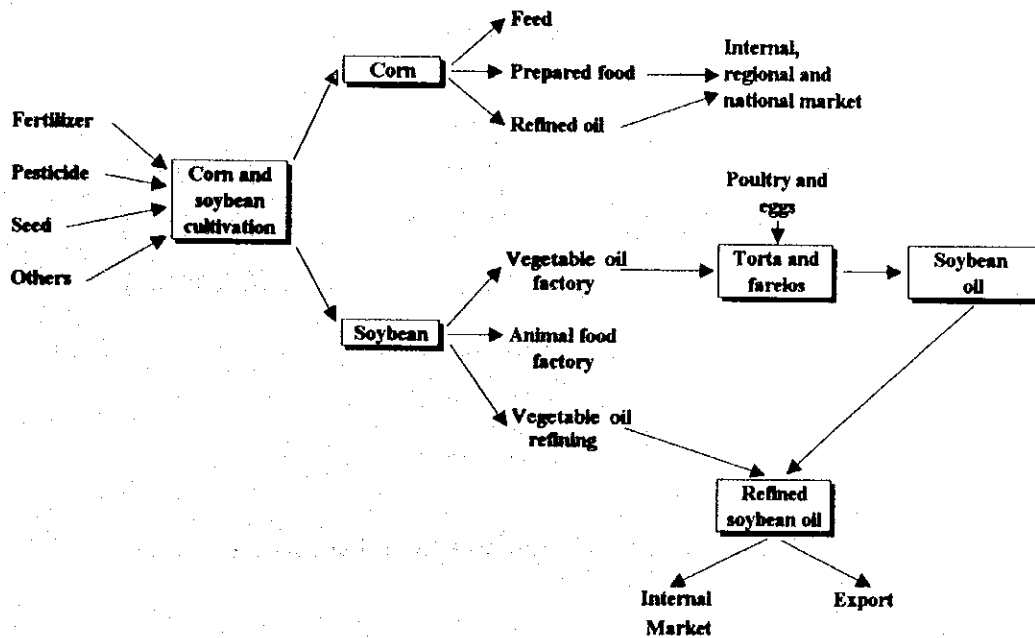 Feed
Corn
Prepared food
Internal,
regional and
national market
Refined oil
Fertilizer
Pesticide
Seed
Others
Corn and
soybean
cultivation
Poultry and
eggs
Vegetable oil
factory
Torta and
farelos
Soybean
oil
Soybean
Animal food
factory
Vegetable oil
refining
Refined
soybean oil
Internal
Market
Export